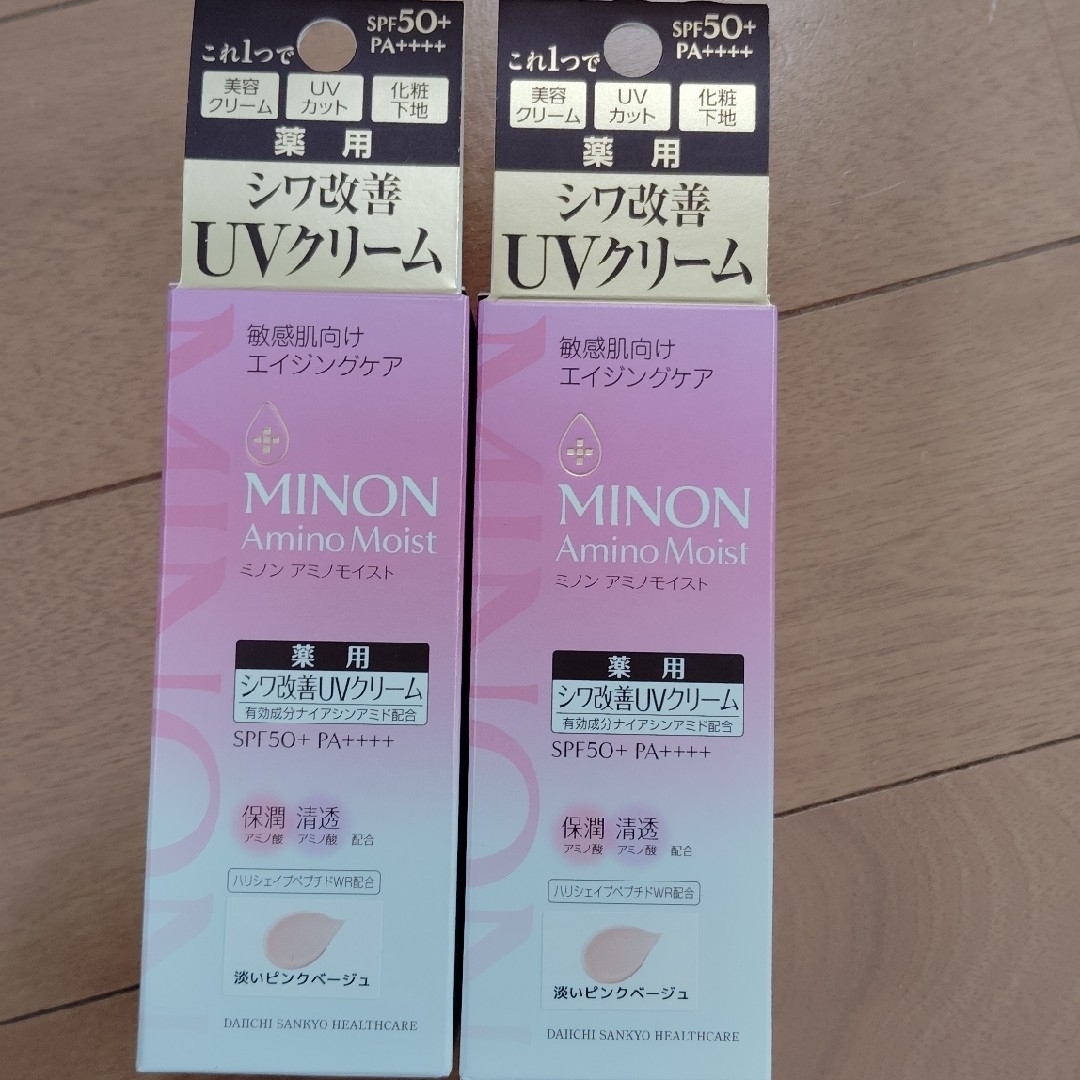 SPF50+
PA++++
これ1つで
美容
クリーム
UV
カット
化粧
下地
薬 用
シワ改善
UVクリーム
敏感肌向け
エイジングケア
MINON
Amino Moist
ミノン アミノモイスト
薬 用
シワ改善UVクリーム
有効成分ナイアシンアミド配合
SPF50+ PA++++
保潤 清透
アミノ酸 アミノ酸 配合
ハリシェイプペプチドWR配合
淡いピンクベージュ
DAIICHI SANKYO HEALTHCARE
MINON
SPF50+
PA++++
これ1つで
美容
クリーム
UV
カット
化粧
下地
薬 用
シワ改善
UVクリーム
敏感肌向け
エイジングケア
MINON
Amino Moist
ミノン アミノモイスト
薬 用
シワ改善UVクリーム
有効成分ナイアシンアミド配合
SPF50+ PA++++
保潤 清透
アミノ酸 アミノ酸 配合
ハリシェイプペプチドWR配合
淡いピンクベージュ
DAIICHI SANKYO HEALTHCARE
MINON